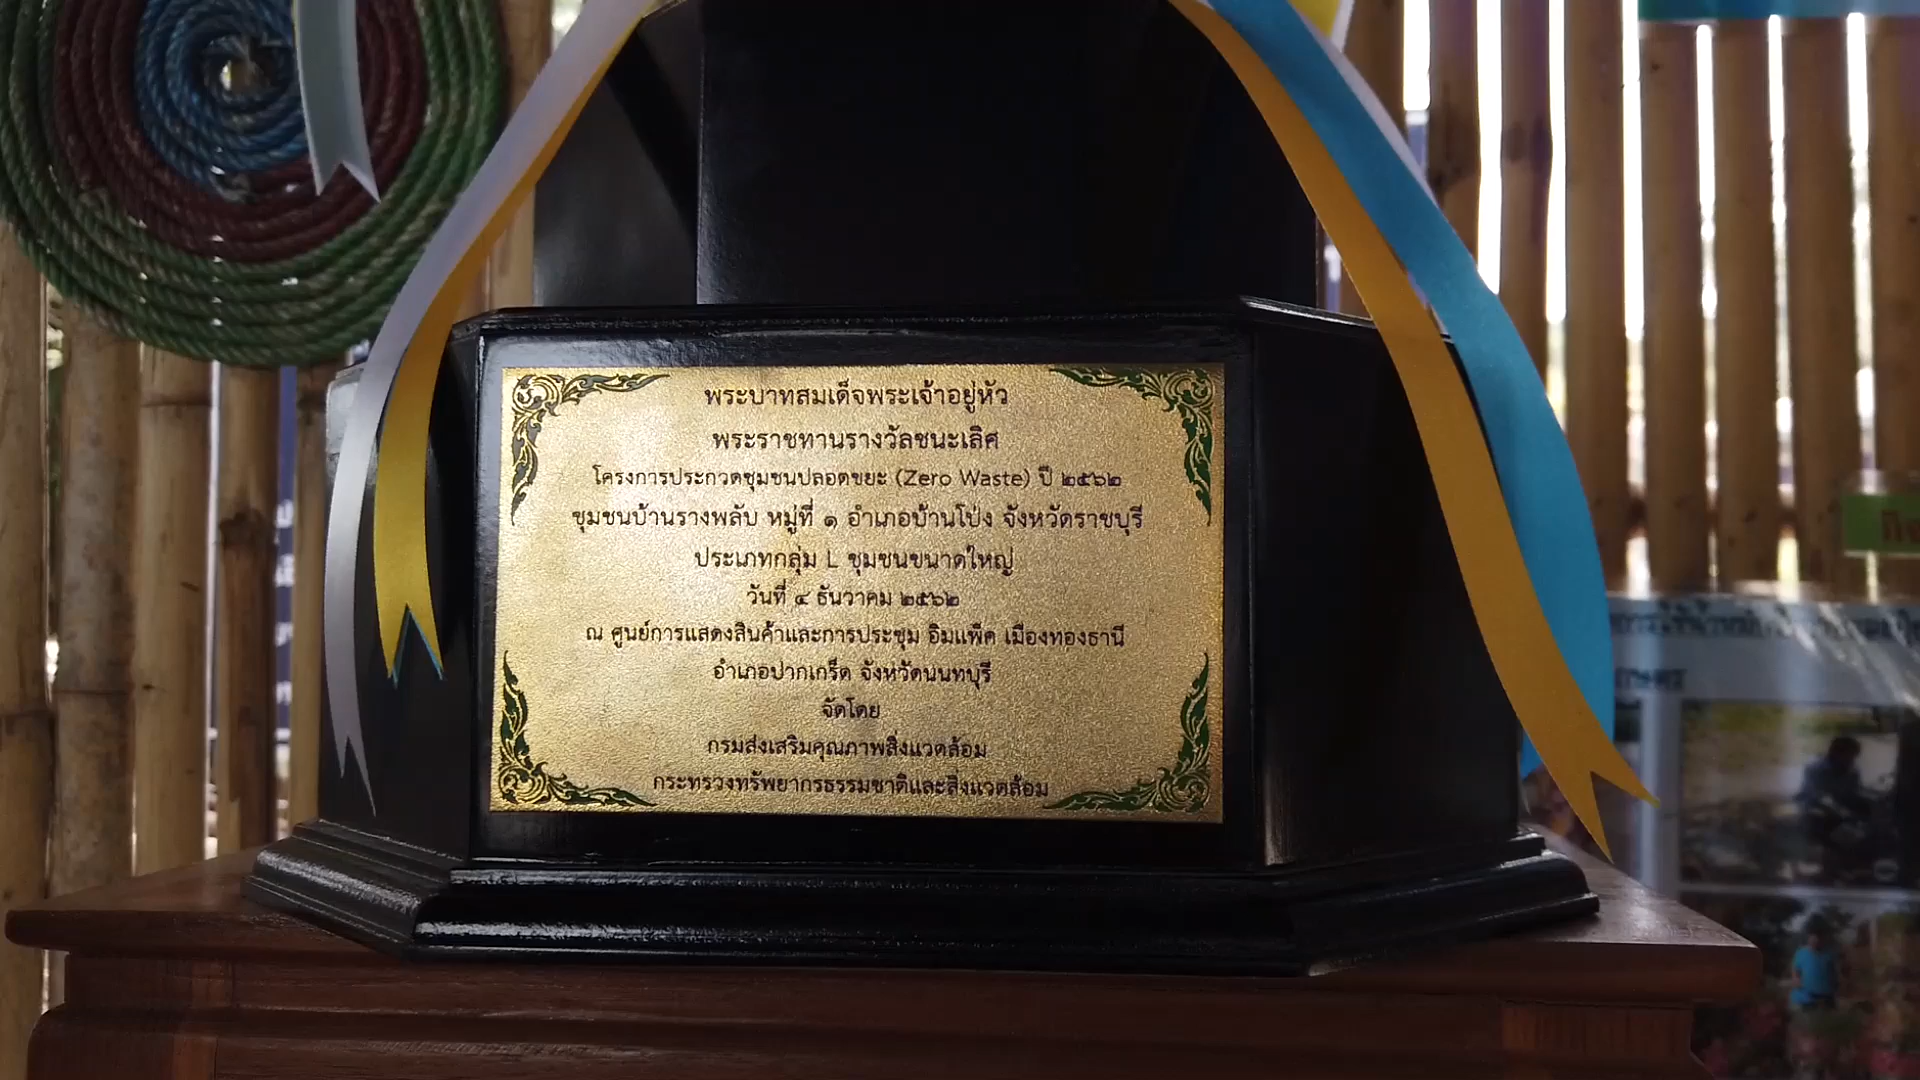 พระบาทสมเด็จพระเจ้าอยู่หัว
พระราชทานรางวัลชนะเลิศ
โครงการประกวดชุมชนปลอดขยะ (Zero Waste) ปี ๒๕๖๒
ชุมชนบ้านรางพลับ หมู่ที่ ๑ อำเภอบ้านโป่ง จังหวัดราชบุรี
ประเภทกลุ่ม L ชุมชนขนาดใหญ่
วันที่ ๔ ธันวาคม ๒๕๖๒
ณ ศูนย์การแสดงสินค้าและการประชุม อิมแพ็ค เมืองทองธานี
อำเภอปากเกร็ด จังหวัดนนทบุรี
จัดโดย
กรมส่งเสริมคุณภาพสิ่งแวดล้อม
กระทรวงทรัพยากรธรรมชาติและสิ่งแวดล้อม